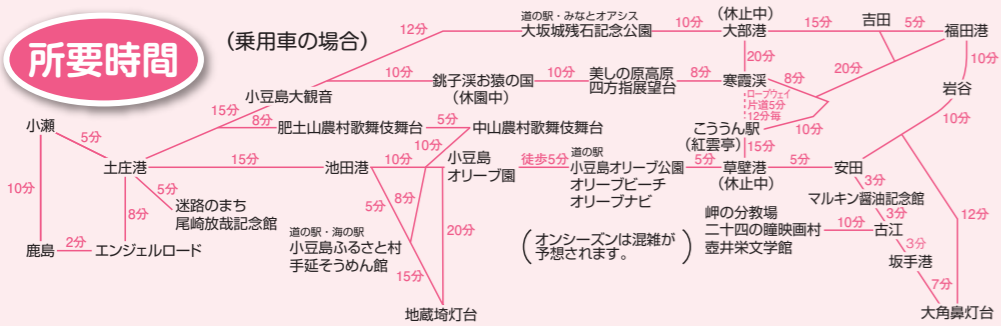 所要時間
(乗用車の場合)
12分
道の駅・みなとオアシス
大坂城残石記念公園
10分
(休止中)
大部港
15分
吉田
5分
福田港
20分
20分
10分
岩谷
10分
小豆島大観音
10分
銚子渓お猿の国
(休園中)
10分
美しの原高原
四方指展望台
8分
寒霞渓
8分
ロープウェイ
片道5分
12分毎
10分
こううん駅
(紅雲亭)
15分
15分
8分
肥土山農村歌舞伎舞台
5分
中山農村歌舞伎舞台
10分
小瀬
5分
土庄港
15分
池田港
10分
小豆島
オリーブ園
徒歩5分
道の駅
小豆島オリーブ公園
オリーブビーチ
オリーブナビ
5分
草壁港
(休止中)
5分
安田
3分
マルキン醤油記念館
3分
10分
5分
迷路のまち
尾崎放哉記念館
8分
鹿島
2分
エンジェルロード
5分
8分
道の駅・海の駅
小豆島ふるさと村
手延そうめん館
15分
20分
地蔵埼灯台
(オンシーズンは混雑が
予想されます。)
岬の分教場
二十四の瞳映画村
壺井栄文学館
10分
古江
3分
坂手港
7分
12分
大角鼻灯台